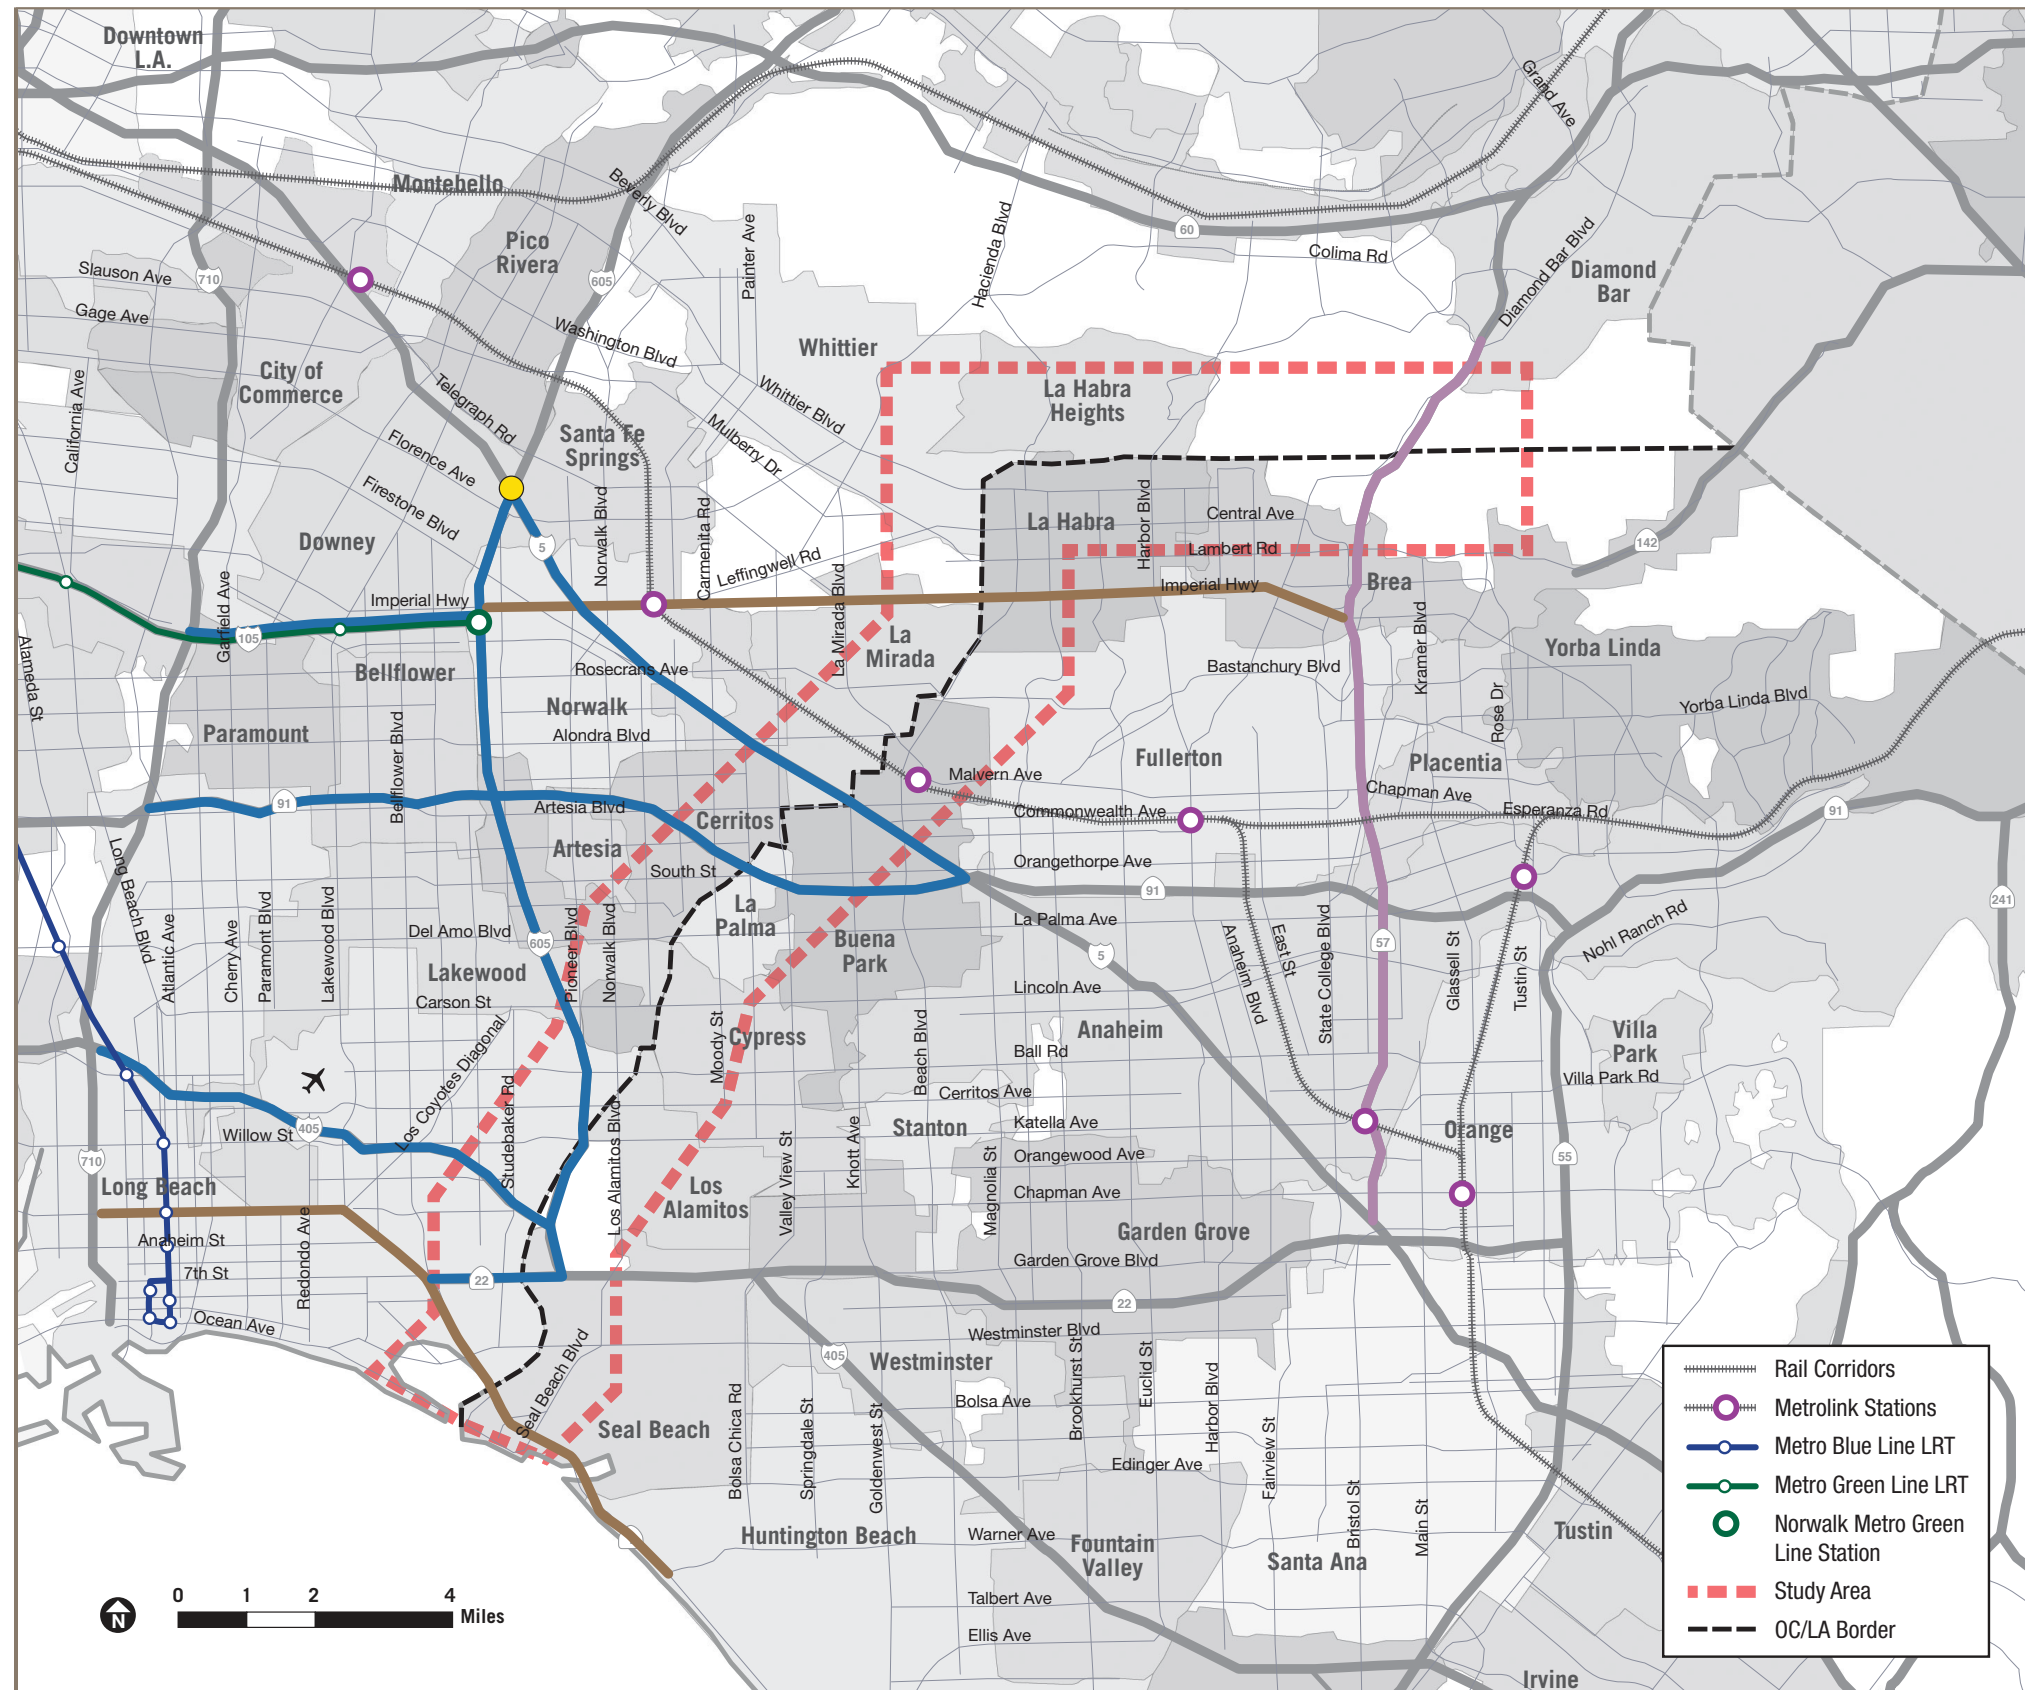 Downtown
L.A.
Montebello
Pico
Rivera
Beverly Blvd
Painter Ave
Hacienda Blvd
60
Colima Rd
Grand Ave
Diamond Bar Blvd
Diamond
Bar
Slauson Ave
710
605
Gage Ave
Washington Blvd
Whittier
City of
Commerce
California Ave
Telegraph Rd
Whittier Blvd
La Habra
Heights
Florence Ave
Santa Fe
Springs
Mulberry Dr
Firestone Blvd
Norwalk Blvd
Carmenita Rd
Downey
5
Leffingwell Rd
La Mirada Blvd
La Habra
Harbor Blvd
Central Ave
Lambert Rd
142
Imperial Hwy
Imperial Hwy
Brea
Garfield Ave
105
Alameda St
Bellflower
Rosecrans Ave
La
Mirada
Bastanchury Blvd
Kramer Blvd
Yorba Linda
Paramount
Bellflower Blvd
Norwalk
Alondra Blvd
Rose Dr
Yorba Linda Blvd
Fullerton
Placentia
Malvern Ave
Chapman Ave
91
Artesia Blvd
Cerritos
Commonwealth Ave
Esperanza Rd
91
Long Beach Blvd
Artesia
South St
Orangethorpe Ave
91
Atlantic Ave
Cherry Ave
Paramont Blvd
Lakewood Blvd
Del Amo Blvd
605
Pioneer Blvd
Norwalk Blvd
La
Palma
La Palma Ave
Buena
Park
5
Anaheim Blvd
East St
State College Blvd
57
Glassell St
Tustin St
Nohl Ranch Rd
241
Lakewood
Carson St
Lincoln Ave
Los Coyotes Diagonal
Moody St
Cypress
Beach Blvd
Anaheim
Ball Rd
Villa
Park
Villa Park Rd
Studebaker Rd
Los Alamitos Blvd
Cerritos Ave
405
Willow St
Knott Ave
Stanton
Katella Ave
Orange
710
Valley View St
Magnolia St
Orangewood Ave
55
Long Beach
Los
Alamitos
Chapman Ave
Anaheim St
Redondo Ave
Garden Grove
7th St
22
Garden Grove Blvd
22
Ocean Ave
Seal Beach Blvd
405
Westminster Blvd
Westminster
Brookhurst St
Euclid St
Harbor Blvd
Bolsa Ave
Seal Beach
Bolsa Chica Rd
Springdale St
Goldenwest St
Fairview St
Edinger Ave
Bristol St
Main St
Huntington Beach
Warner Ave
Fountain
Valley
Santa Ana
Tustin
Talbert Ave
Ellis Ave
Irvine
N
0 1 2 4
Miles
Rail Corridors
Metrolink Stations
Metro Blue Line LRT
Metro Green Line LRT
Norwalk Metro Green
Line Station
Study Area
OC/LA Border